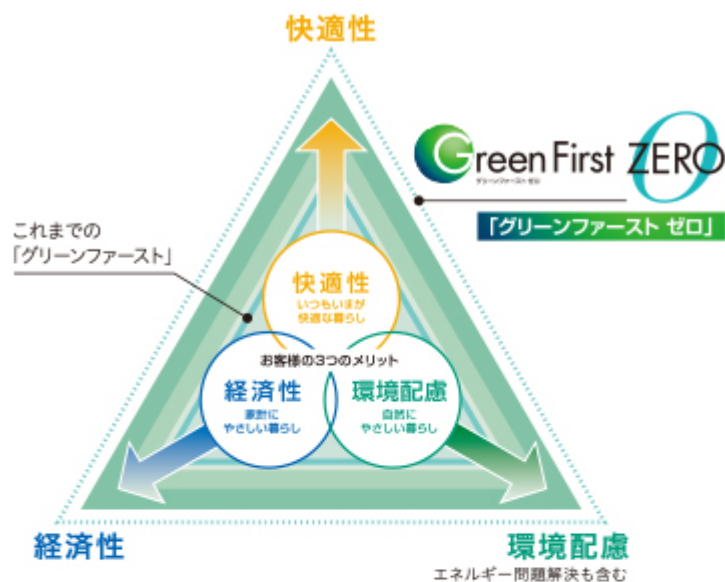 快適性
Green First ZERO
グリーンファースト ゼロ
「グリーンファースト ゼロ」
これまでの
「グリーンファースト」
快適性
いつもいまが
快適な暮らし
お客様の3つのメリット
経済性
家計に
やさしい暮らし
環境配慮
自然に
やさしい暮らし
経済性
環境配慮
エネルギー問題解決も含む